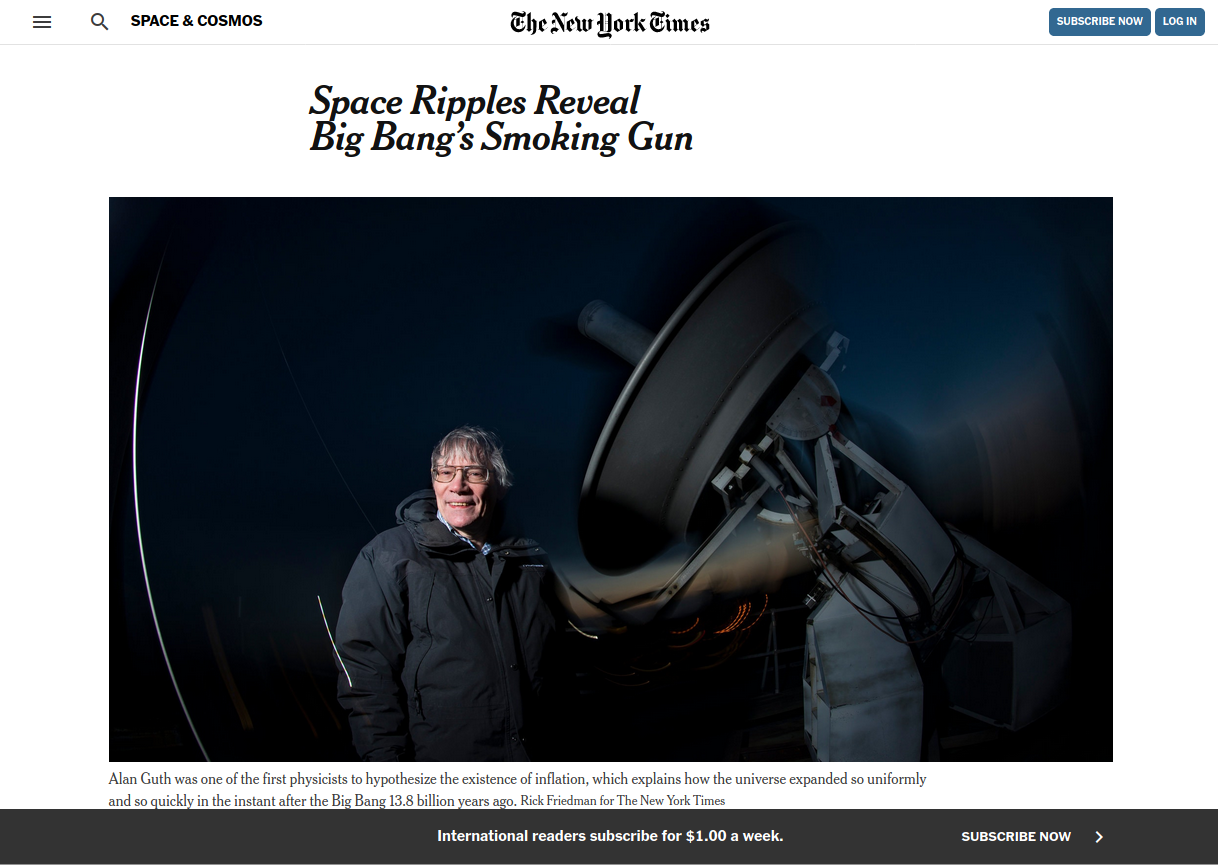 SPACE & COSMOS
The New York Times
SUBSCRIBE NOW
LOG IN
Space Ripples Reveal
Big Bang’s Smoking Gun
Alan Guth was one of the first physicists to hypothesize the existence of inflation, which explains how the universe expanded so uniformly
and so quickly in the instant after the Big Bang 13.8 billion years ago. Rick Friedman for The New York Times
International readers subscribe for $1.00 a week.
SUBSCRIBE NOW